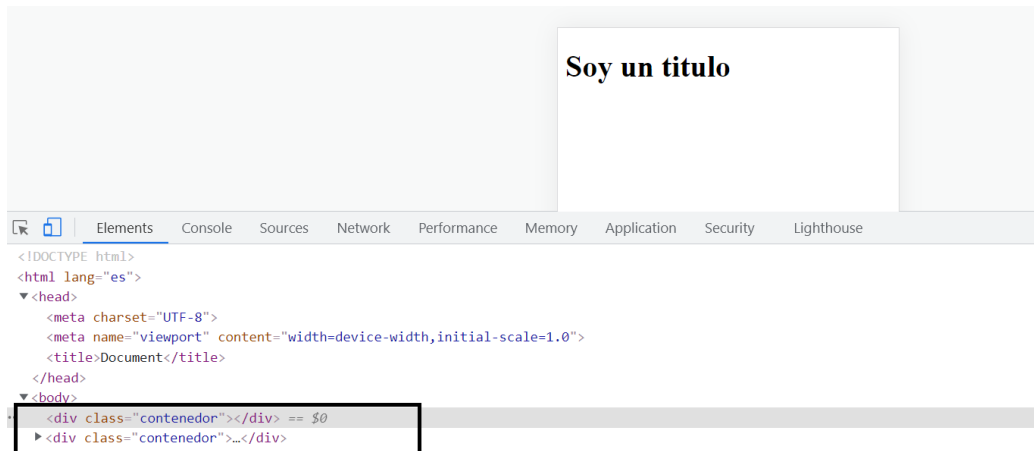 Soy un titulo
Elements Console Sources Network Performance Memory Application Security Lighthouse
<!DOCTYPE html>
<html lang="es">
▼<head>
<meta charset="UTF-8">
<meta name="viewport" content="width=device-width,initial-scale=1.0">
<title>Document</title>
</head>
▼<body>
<div class="contenedor"></div> == $0
▶<div class="contenedor">…</div>